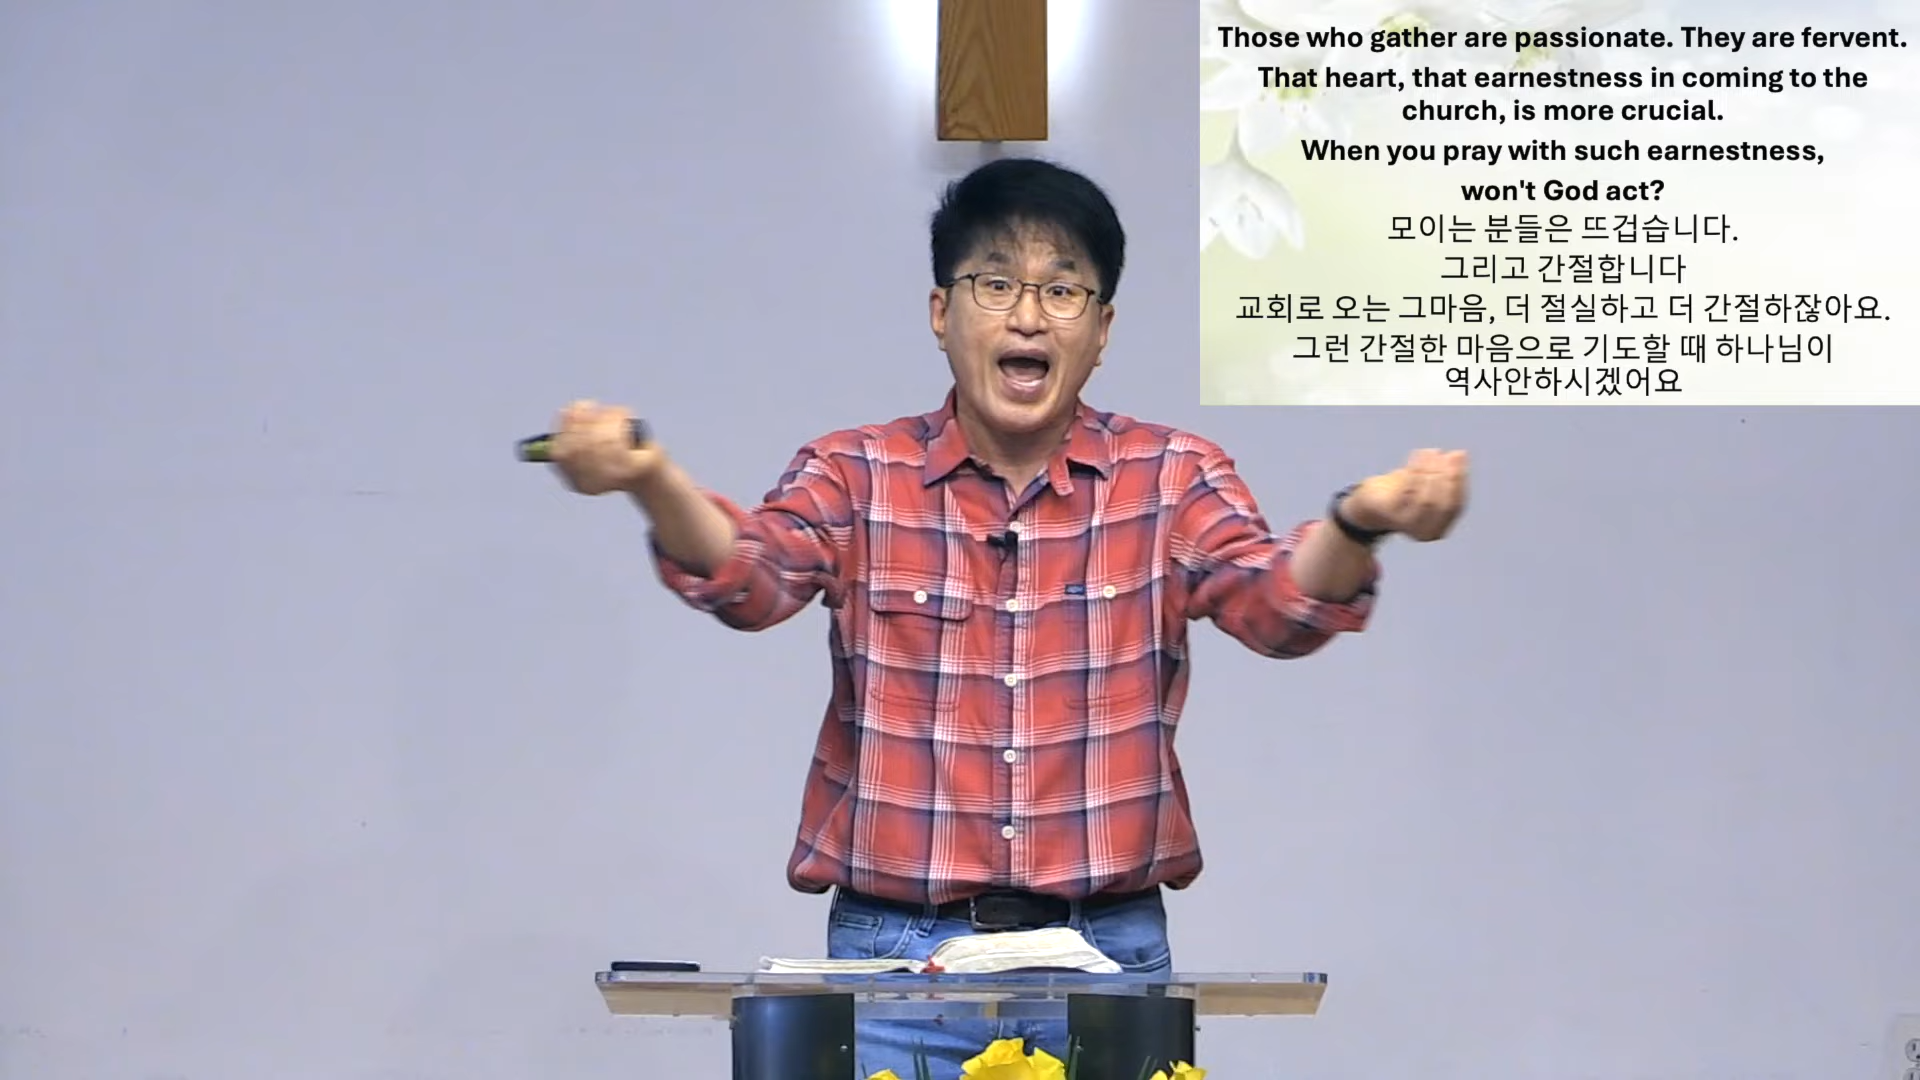 Those who gather are passionate. They are fervent.
That heart, that earnestness in coming to the
church, is more crucial.
When you pray with such earnestness,
won't God act?
모이는 분들은 뜨겁습니다.
그리고 간절합니다
교회로 오는 그마음, 더 절실하고 더 간절하잖아요.
그런 간절한 마음으로 기도할 때 하나님이
역사안하시겠어요